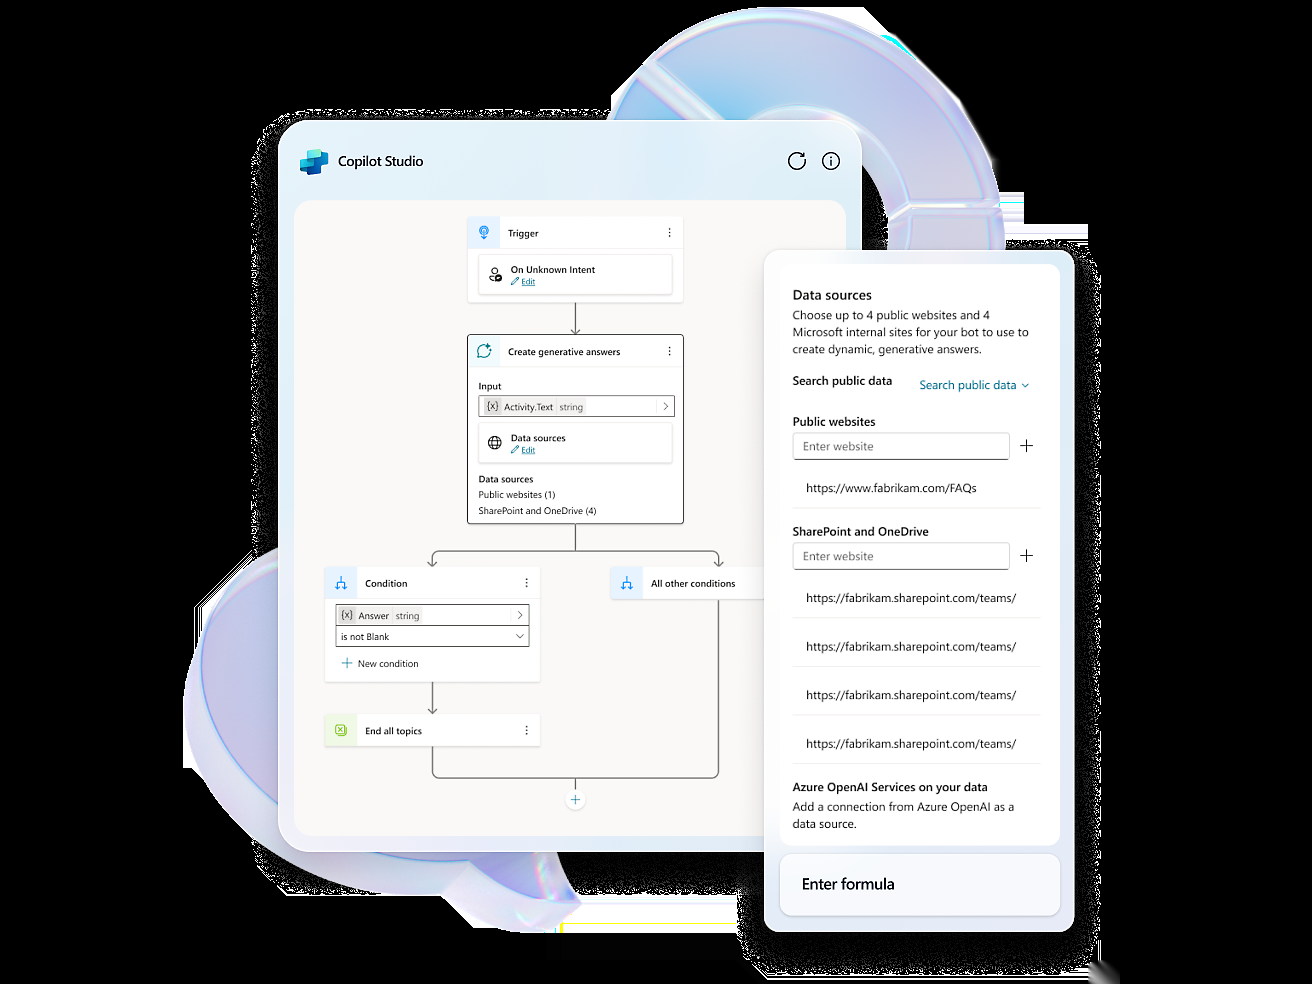 Copilot Studio
Trigger
On Unknown Intent
Edit
Create generative answers
Input
{x} Activity.Text string
Data sources
Edit
Data sources
Public websites (1)
SharePoint and OneDrive (4)
Condition
{x} Answer string
is not Blank
New condition
End all topics
All other conditions
Data sources
Choose up to 4 public websites and 4
Microsoft internal sites for your bot to use to
create dynamic, generative answers.
Search public data Search public data
Public websites
Enter website
https://www.fabrikam.com/FAQs
SharePoint and OneDrive
Enter website
https://fabrikam.sharepoint.com/teams/
https://fabrikam.sharepoint.com/teams/
https://fabrikam.sharepoint.com/teams/
https://fabrikam.sharepoint.com/teams/
Azure OpenAI Services on your data
Add a connection from Azure OpenAI as a
data source.
Enter formula